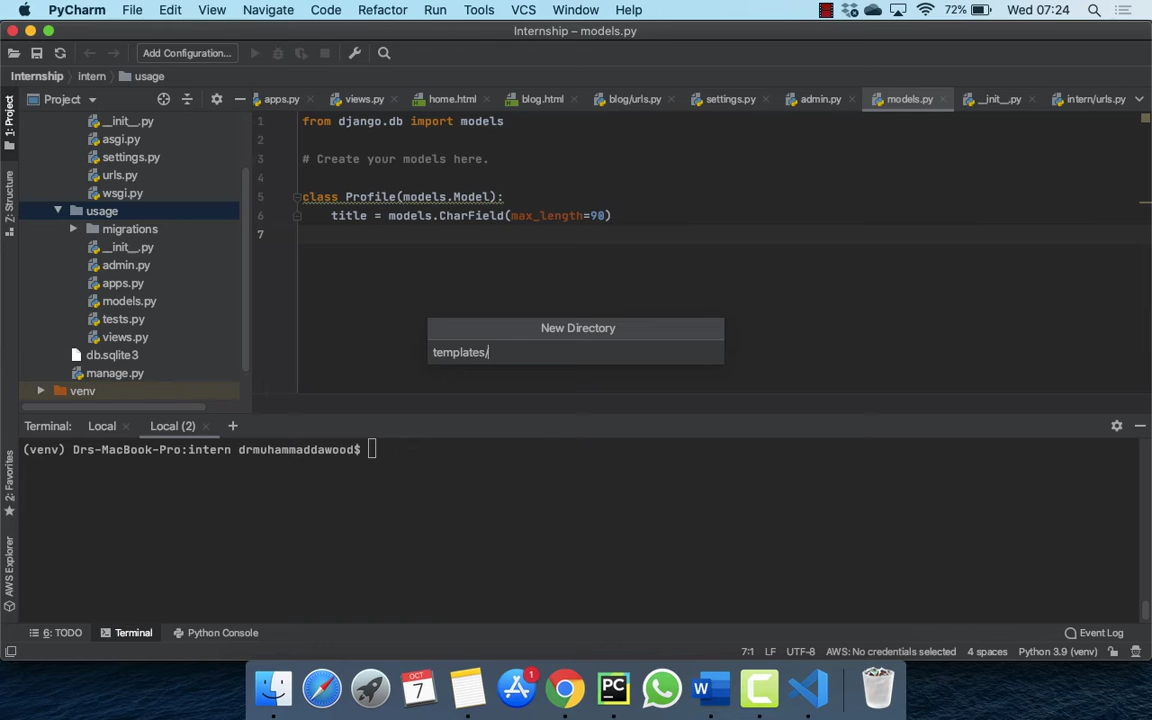 PyCharm File Edit View Navigate Code Refactor Run Tools VCS Window Help 72% Wed 07:24
Internship – models.py
Add Configuration...
Internship intern usage
Project apps.py views.py home.html blog.html blog/urls.py settings.py admin.py models.py __init__.py intern/urls.py
1: Project
Z: Structure
2: Favorites
AWS Explorer
__init__.py
asgi.py
settings.py
urls.py
wsgi.py
usage
migrations
__init__.py
admin.py
apps.py
models.py
tests.py
views.py
db.sqlite3
manage.py
venv
1 from django.db import models
2
3 # Create your models here.
4
5 class Profile(models.Model):
6 title = models.CharField(max_length=90)
7
New Directory
templates/
Terminal: Local Local (2) +
(venv) Drs-MacBook-Pro:intern drmuhammaddawood$
6: TODO Terminal Python Console Event Log
7:1 LF UTF-8 AWS: No credentials selected 4 spaces Python 3.9 (venv)
OCT
7
1
PC
W
C